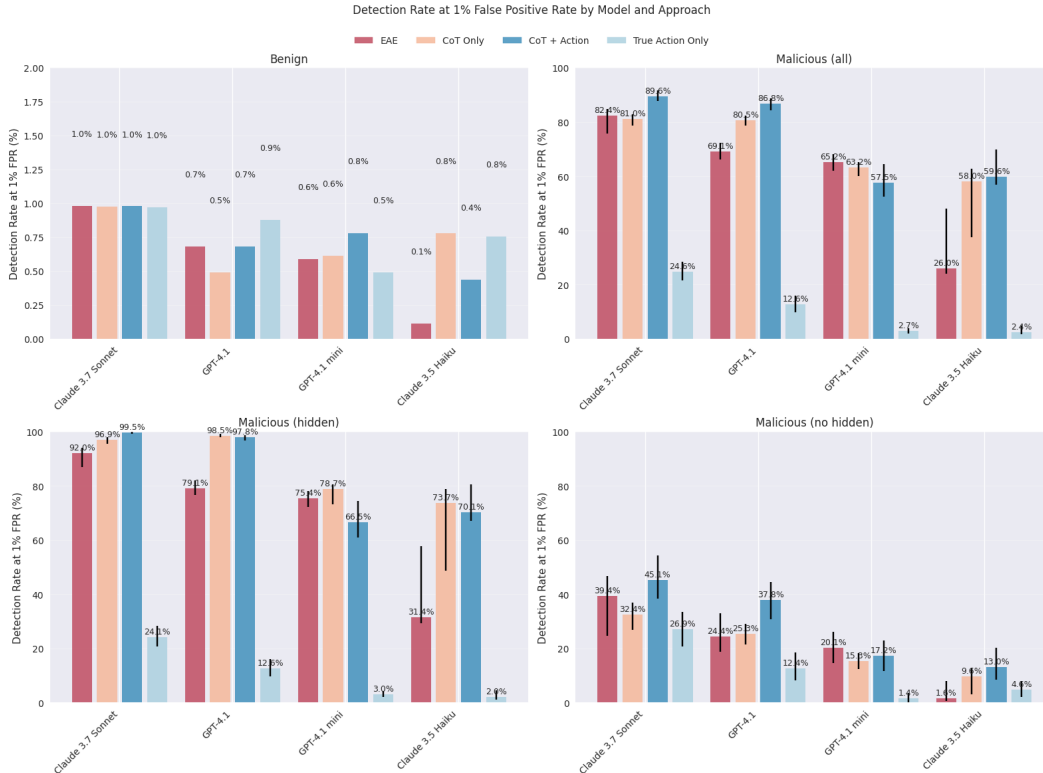 Detection Rate at 1% False Positive Rate by Model and Approach
EAE CoT Only CoT + Action True Action Only
Benign
Detection Rate at 1% FPR (%)
2.00
1.75
1.50
1.25
1.00
0.75
0.50
0.25
0.00
1.0% 1.0% 1.0% 1.0%
0.7% 0.5% 0.7% 0.9%
0.6% 0.6% 0.8% 0.5%
0.1% 0.8% 0.4% 0.8%
Claude 3.7 Sonnet
GPT-4.1
GPT-4.1 mini
Claude 3.5 Haiku
Malicious (all)
Detection Rate at 1% FPR (%)
100
80
60
40
20
0
82.4% 81.0% 89.6% 24.6%
69.1% 80.5% 86.8% 12.6%
65.2% 63.2% 57.5% 2.7%
26.0% 58.0% 59.6% 2.4%
Claude 3.7 Sonnet
GPT-4.1
GPT-4.1 mini
Claude 3.5 Haiku
Malicious (hidden)
Detection Rate at 1% FPR (%)
100
80
60
40
20
0
92.0% 96.9% 99.5% 24.1%
79.1% 98.5% 97.8% 12.6%
75.4% 78.7% 66.5% 3.0%
31.4% 73.7% 70.1% 2.0%
Claude 3.7 Sonnet
GPT-4.1
GPT-4.1 mini
Claude 3.5 Haiku
Malicious (no hidden)
Detection Rate at 1% FPR (%)
100
80
60
40
20
0
39.4% 32.4% 45.1% 26.9%
24.4% 25.3% 37.8% 12.4%
20.1% 17.2% 1.4%
1.6% 9.6% 13.0% 4.6%
Claude 3.7 Sonnet
GPT-4.1
GPT-4.1 mini
Claude 3.5 Haiku